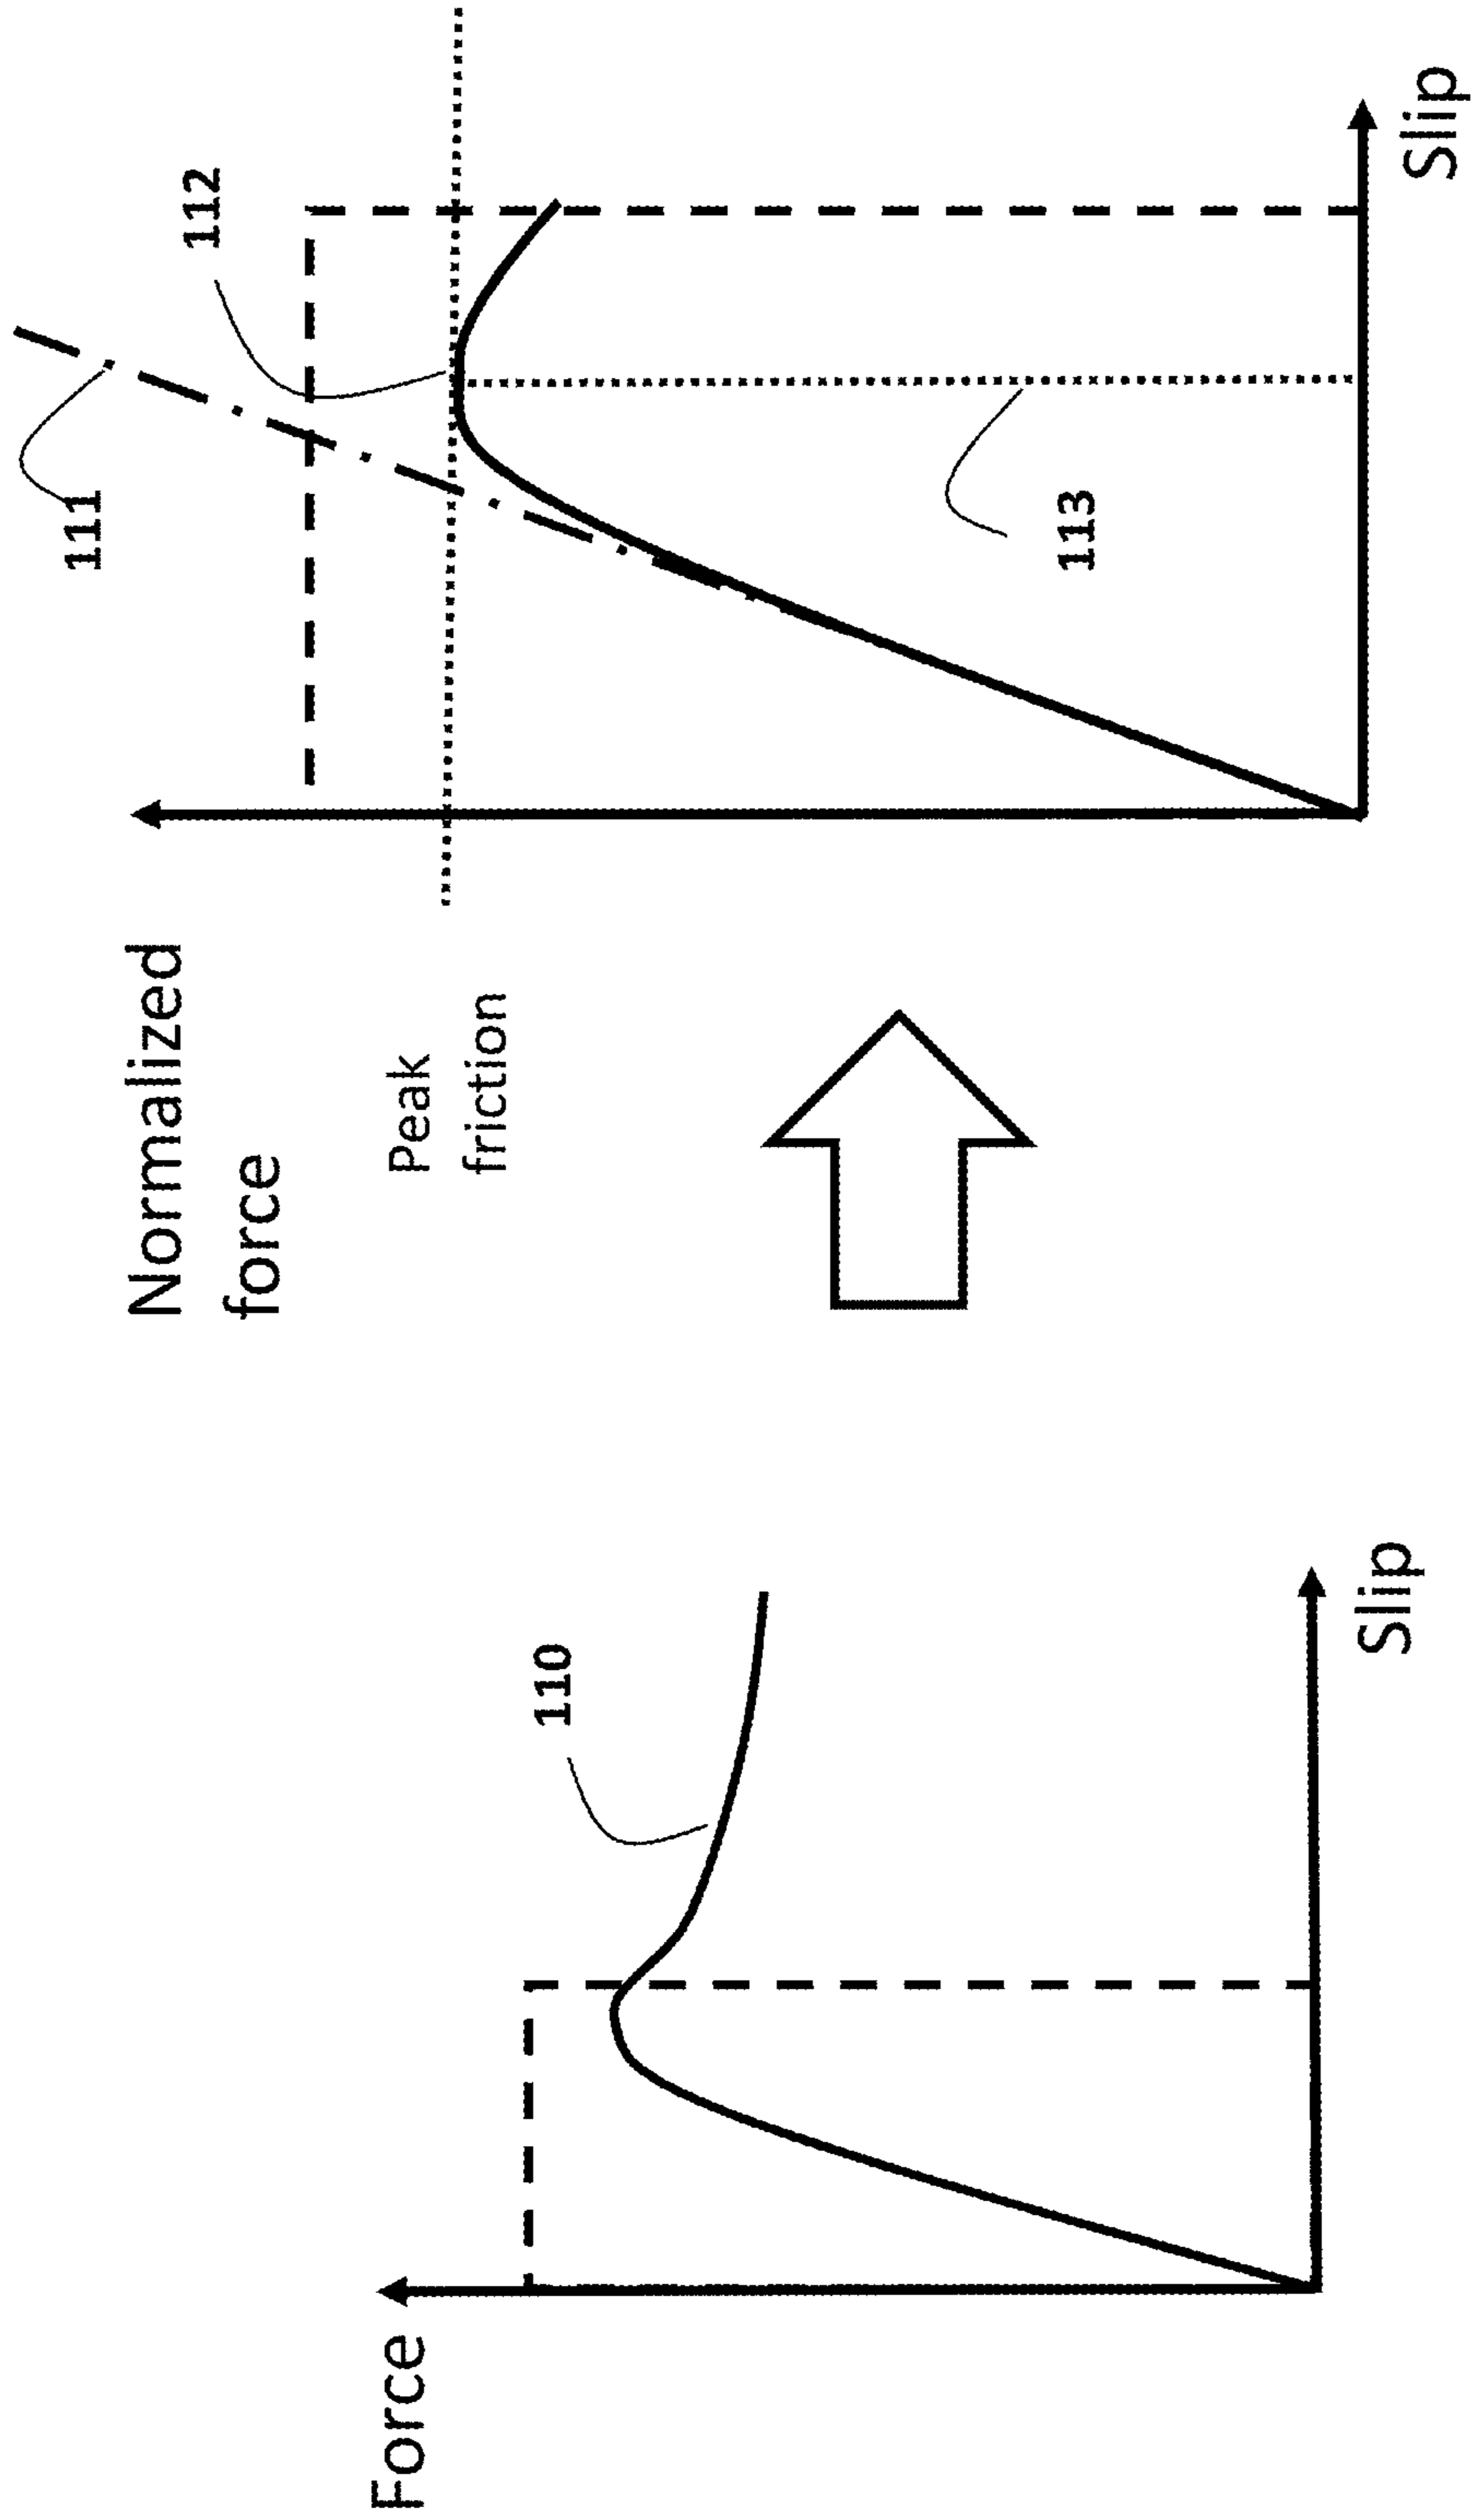 Force
110
Slip
Normalized
force
Peak
friction
111
112
113
Slip